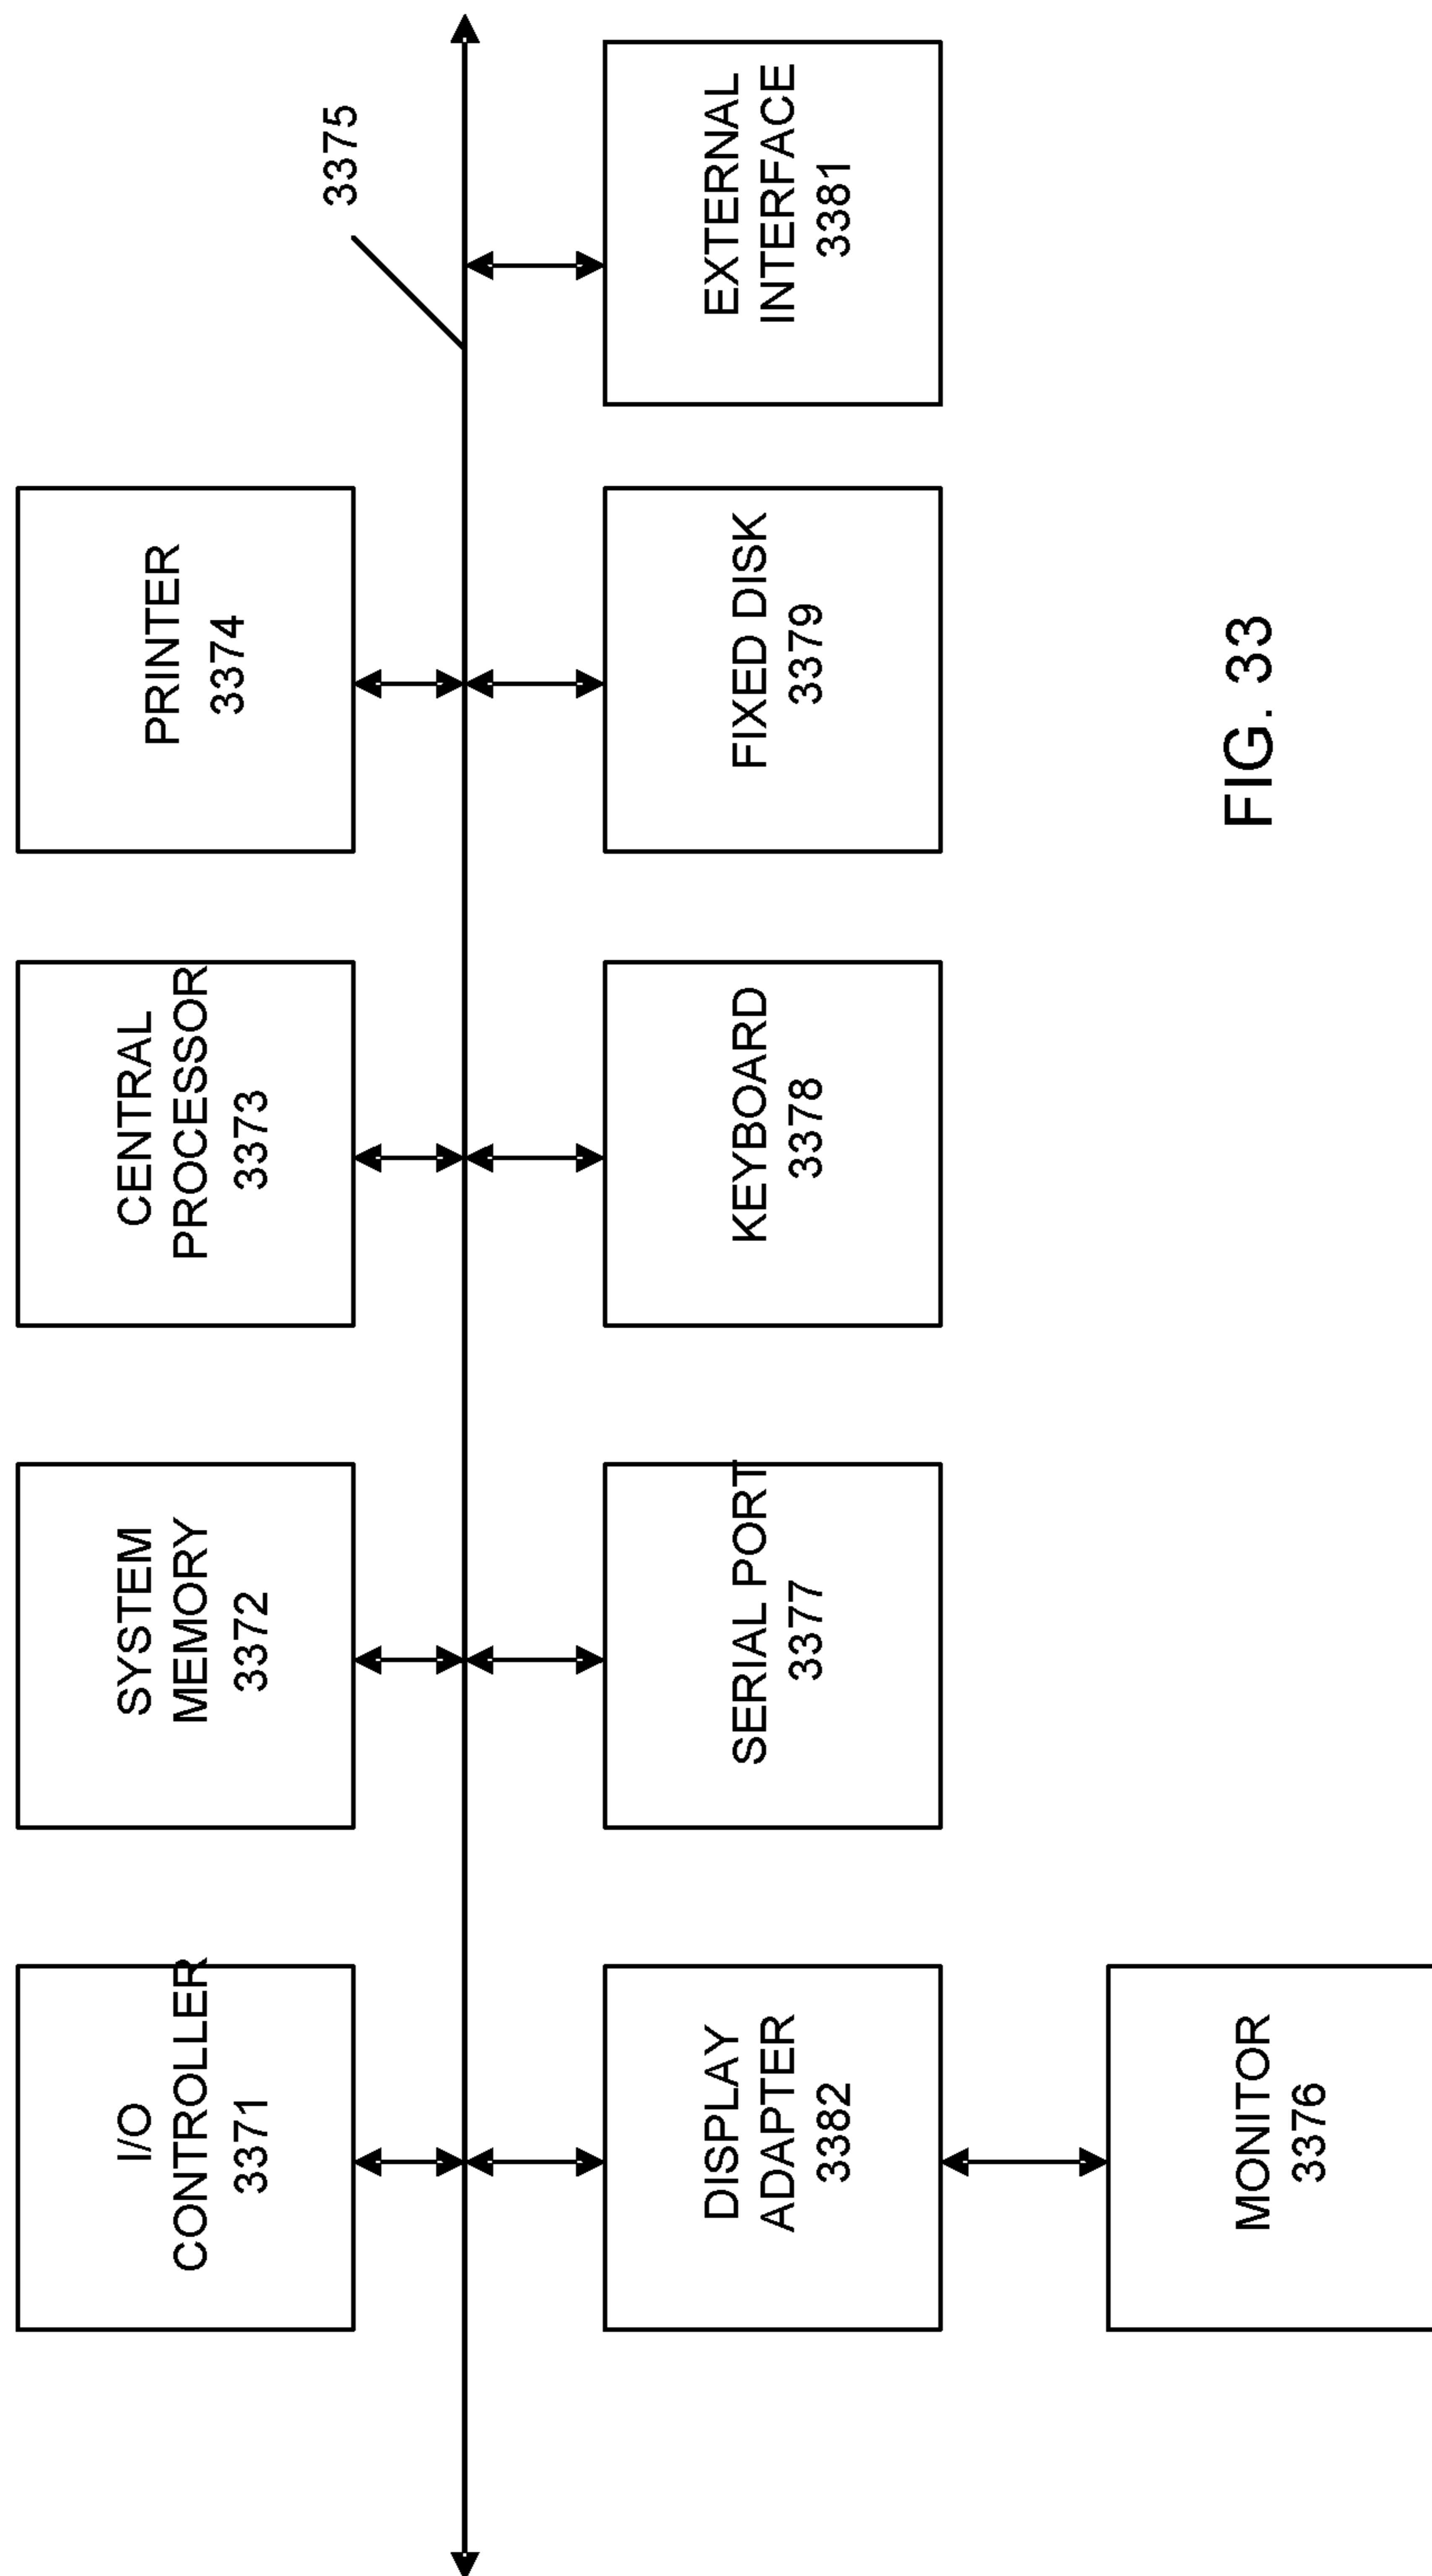 I/O
CONTROLLER
3371
SYSTEM
MEMORY
3372
CENTRAL
PROCESSOR
3373
PRINTER
3374
3375
DISPLAY
ADAPTER
3382
SERIAL PORT
3377
KEYBOARD
3378
FIXED DISK
3379
EXTERNAL
INTERFACE
3381
MONITOR
3376
FIG. 33